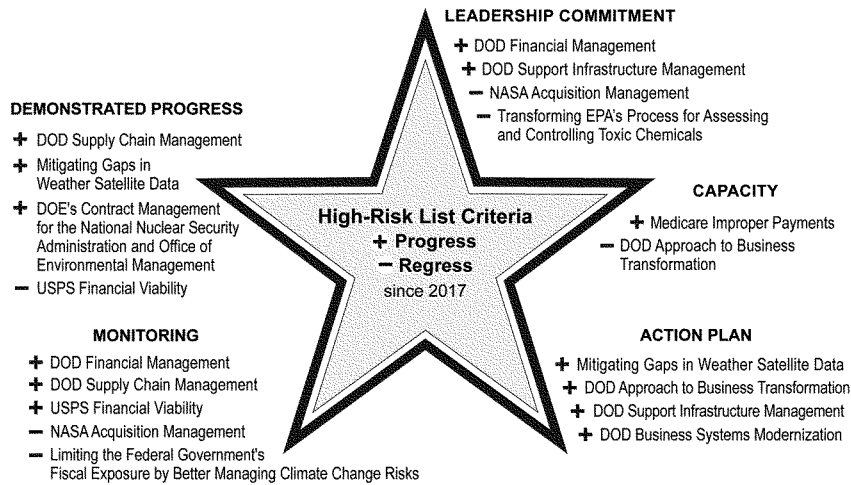 LEADERSHIP COMMITMENT
+ DOD Financial Management
+ DOD Support Infrastructure Management
− NASA Acquisition Management
− Transforming EPA's Process for Assessing
and Controlling Toxic Chemicals
DEMONSTRATED PROGRESS
+ DOD Supply Chain Management
+ Mitigating Gaps in
Weather Satellite Data
+ DOE's Contract Management
for the National Nuclear Security
Administration and Office of
Environmental Management
− USPS Financial Viability
High-Risk List Criteria
+ Progress
− Regress
since 2017
CAPACITY
+ Medicare Improper Payments
− DOD Approach to Business
Transformation
MONITORING
+ DOD Financial Management
+ DOD Supply Chain Management
+ USPS Financial Viability
− NASA Acquisition Management
− Limiting the Federal Government's
Fiscal Exposure by Better Managing Climate Change Risks
ACTION PLAN
+ Mitigating Gaps in Weather Satellite Data
+ DOD Approach to Business Transformation
+ DOD Support Infrastructure Management
+ DOD Business Systems Modernization